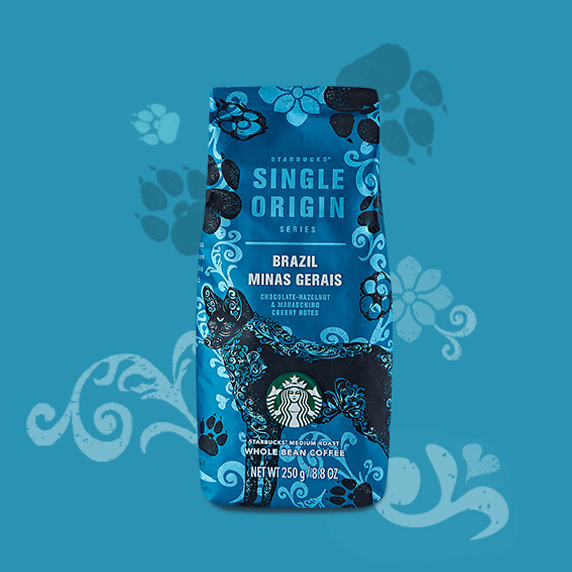 STARBUCKS®
SINGLE
ORIGIN
SERIES
BRAZIL
MINAS GERAIS
CHOCOLATE-HAZELNUT
& MARASCHINO
CHERRY NOTES
STARBUCKS® MEDIUM ROAST
WHOLE BEAN COFFEE
NET WT 250 g / 8.8 OZ